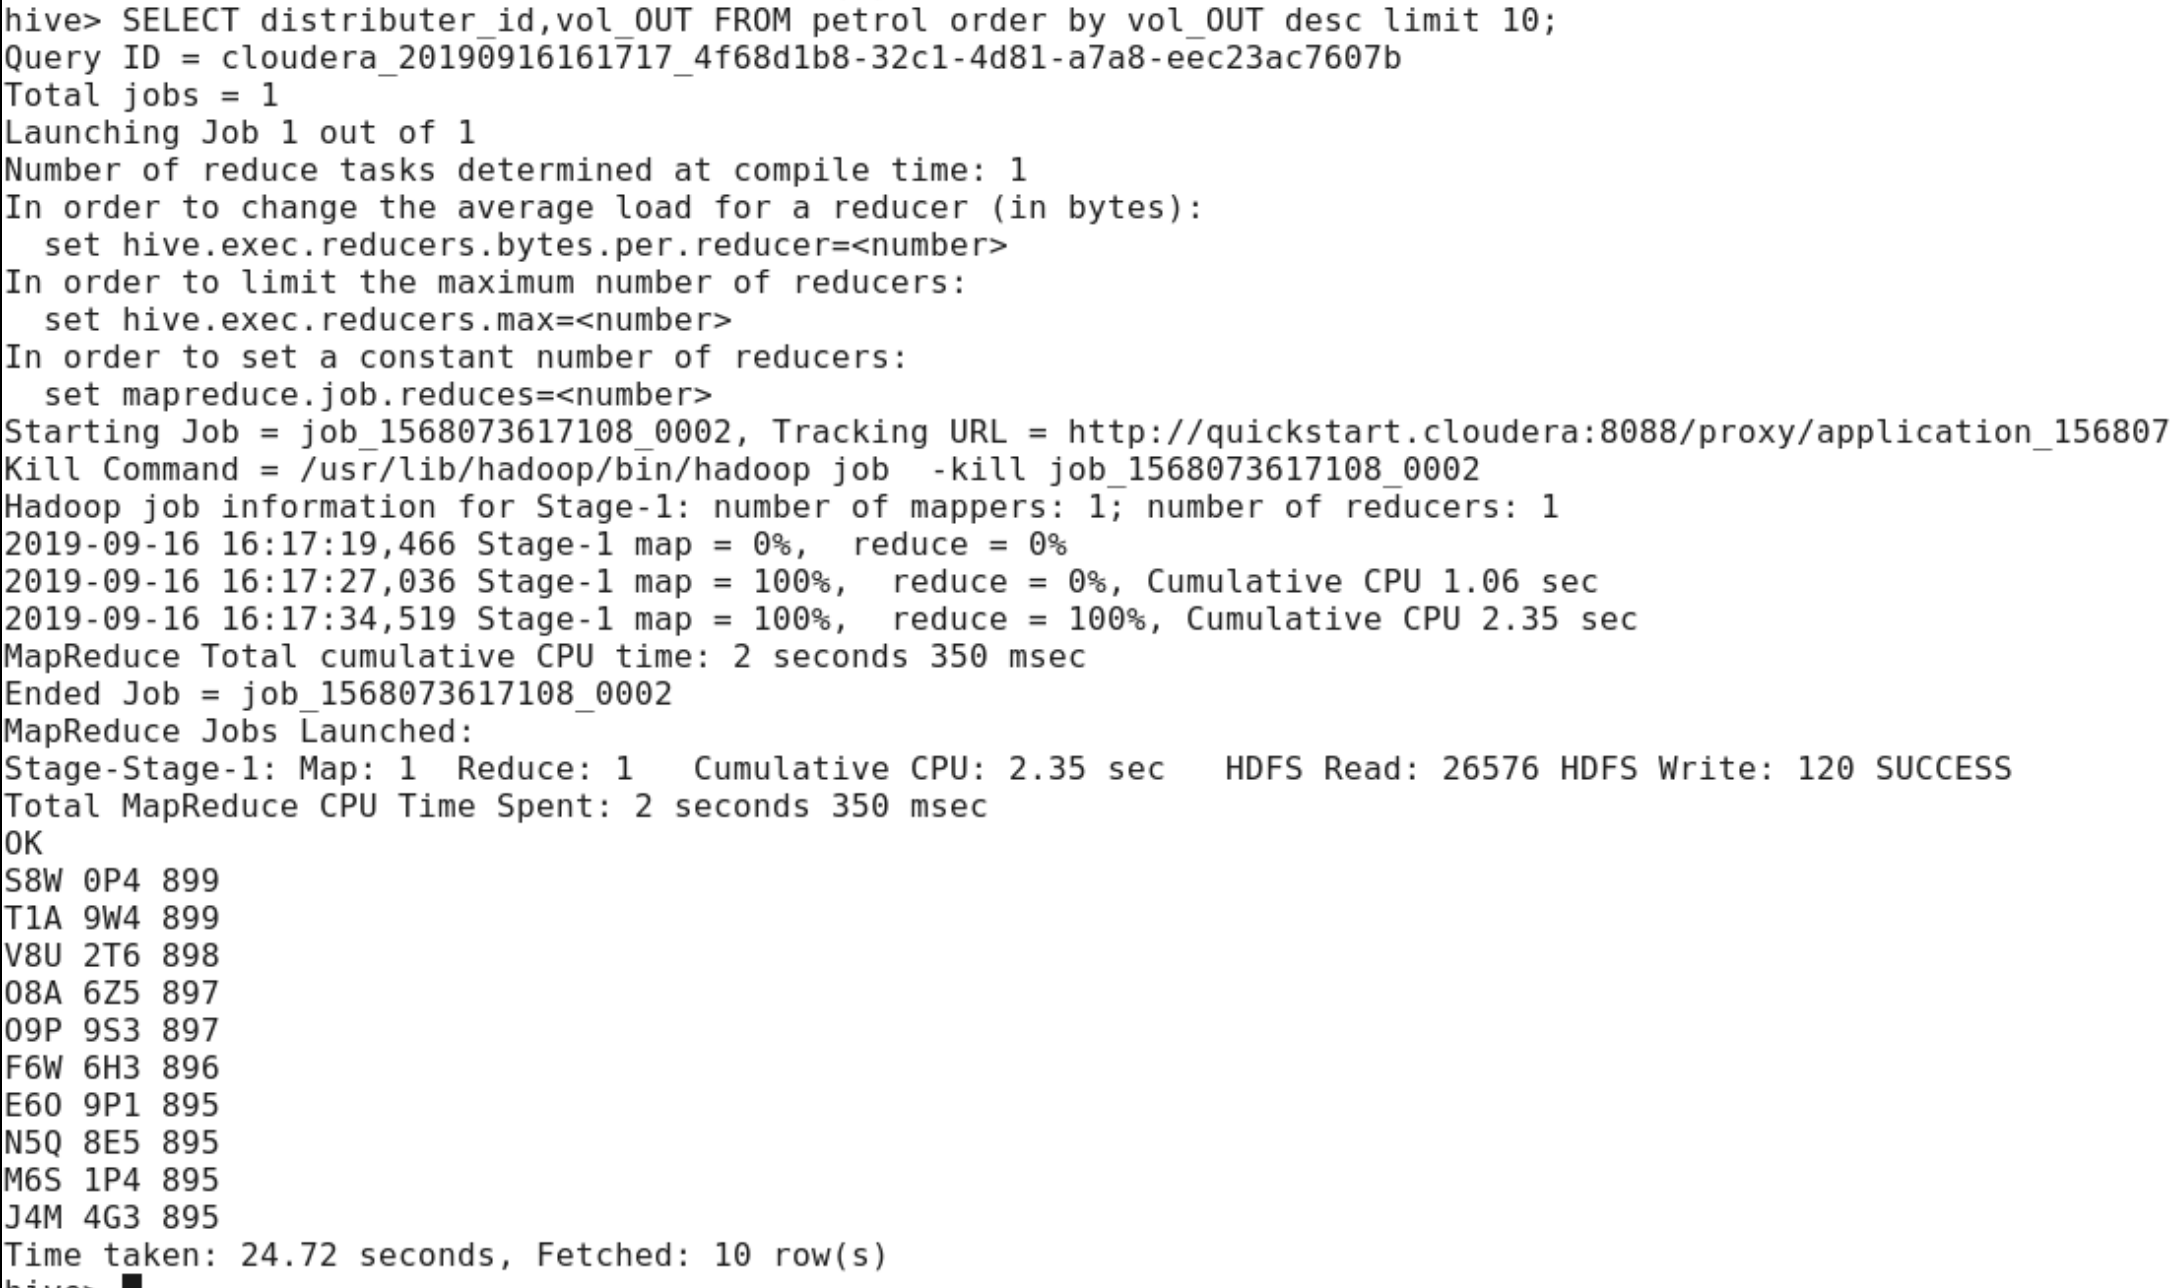 hive> SELECT distributer_id,vol_OUT FROM petrol order by vol_OUT desc limit 10;
Query ID = cloudera_20190916161717_4f68d1b8-32c1-4d81-a7a8-eec23ac7607b
Total jobs = 1
Launching Job 1 out of 1
Number of reduce tasks determined at compile time: 1
In order to change the average load for a reducer (in bytes):
  set hive.exec.reducers.bytes.per.reducer=<number>
In order to limit the maximum number of reducers:
  set hive.exec.reducers.max=<number>
In order to set a constant number of reducers:
  set mapreduce.job.reduces=<number>
Starting Job = job_1568073617108_0002, Tracking URL = http://quickstart.cloudera:8088/proxy/application_156807
Kill Command = /usr/lib/hadoop/bin/hadoop job  -kill job_1568073617108_0002
Hadoop job information for Stage-1: number of mappers: 1; number of reducers: 1
2019-09-16 16:17:19,466 Stage-1 map = 0%,  reduce = 0%
2019-09-16 16:17:27,036 Stage-1 map = 100%,  reduce = 0%, Cumulative CPU 1.06 sec
2019-09-16 16:17:34,519 Stage-1 map = 100%,  reduce = 100%, Cumulative CPU 2.35 sec
MapReduce Total cumulative CPU time: 2 seconds 350 msec
Ended Job = job_1568073617108_0002
MapReduce Jobs Launched:
Stage-Stage-1: Map: 1  Reduce: 1   Cumulative CPU: 2.35 sec   HDFS Read: 26576 HDFS Write: 120 SUCCESS
Total MapReduce CPU Time Spent: 2 seconds 350 msec
OK
S8W 0P4 899
T1A 9W4 899
V8U 2T6 898
O8A 6Z5 897
O9P 9S3 897
F6W 6H3 896
E6O 9P1 895
N5Q 8E5 895
M6S 1P4 895
J4M 4G3 895
Time taken: 24.72 seconds, Fetched: 10 row(s)
hive>